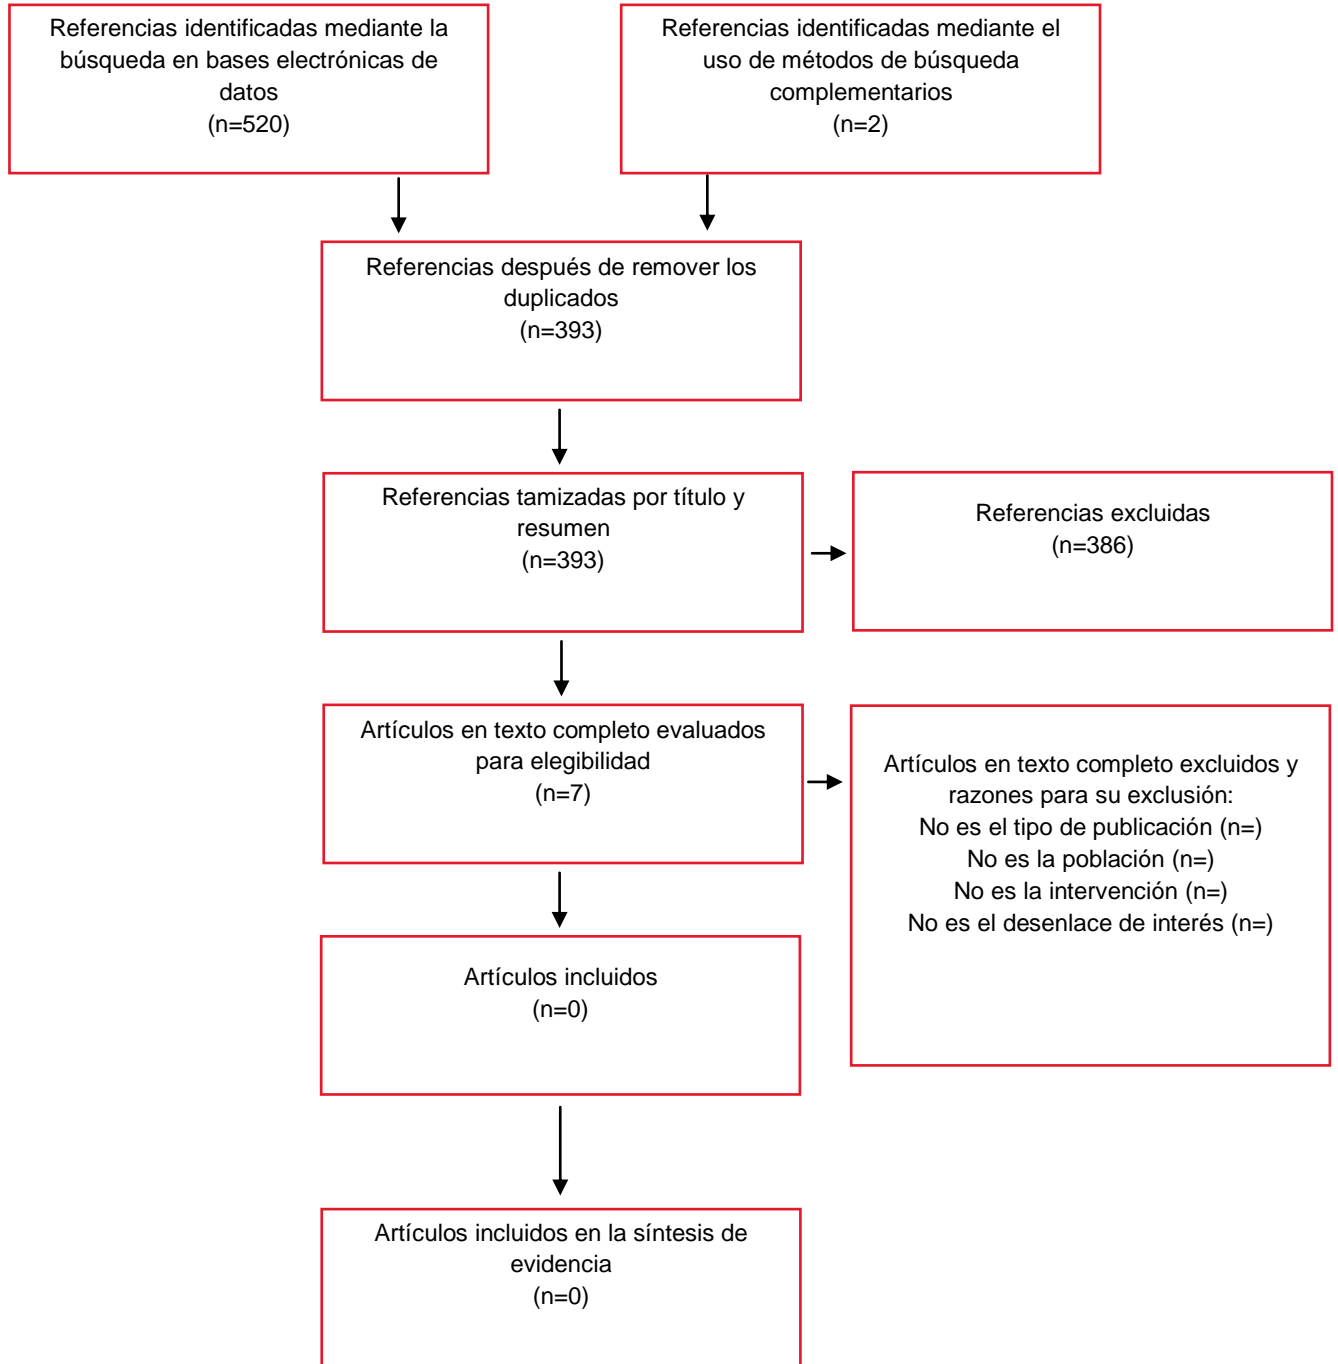 Referencias identificadas mediante la
búsqueda en bases electrónicas de
datos
(n=520)
Referencias identificadas mediante el
uso de métodos de búsqueda
complementarios
(n=2)
Referencias después de remover los
duplicados
(n=393)
Referencias tamizadas por título y
resumen
(n=393)
Referencias excluidas
(n=386)
Artículos en texto completo evaluados
para elegibilidad
(n=7)
Artículos en texto completo excluidos y
razones para su exclusión:
No es el tipo de publicación (n=)
No es la población (n=)
No es la intervención (n=)
No es el desenlace de interés (n=)
Artículos incluidos
(n=0)
Artículos incluidos en la síntesis de
evidencia
(n=0)